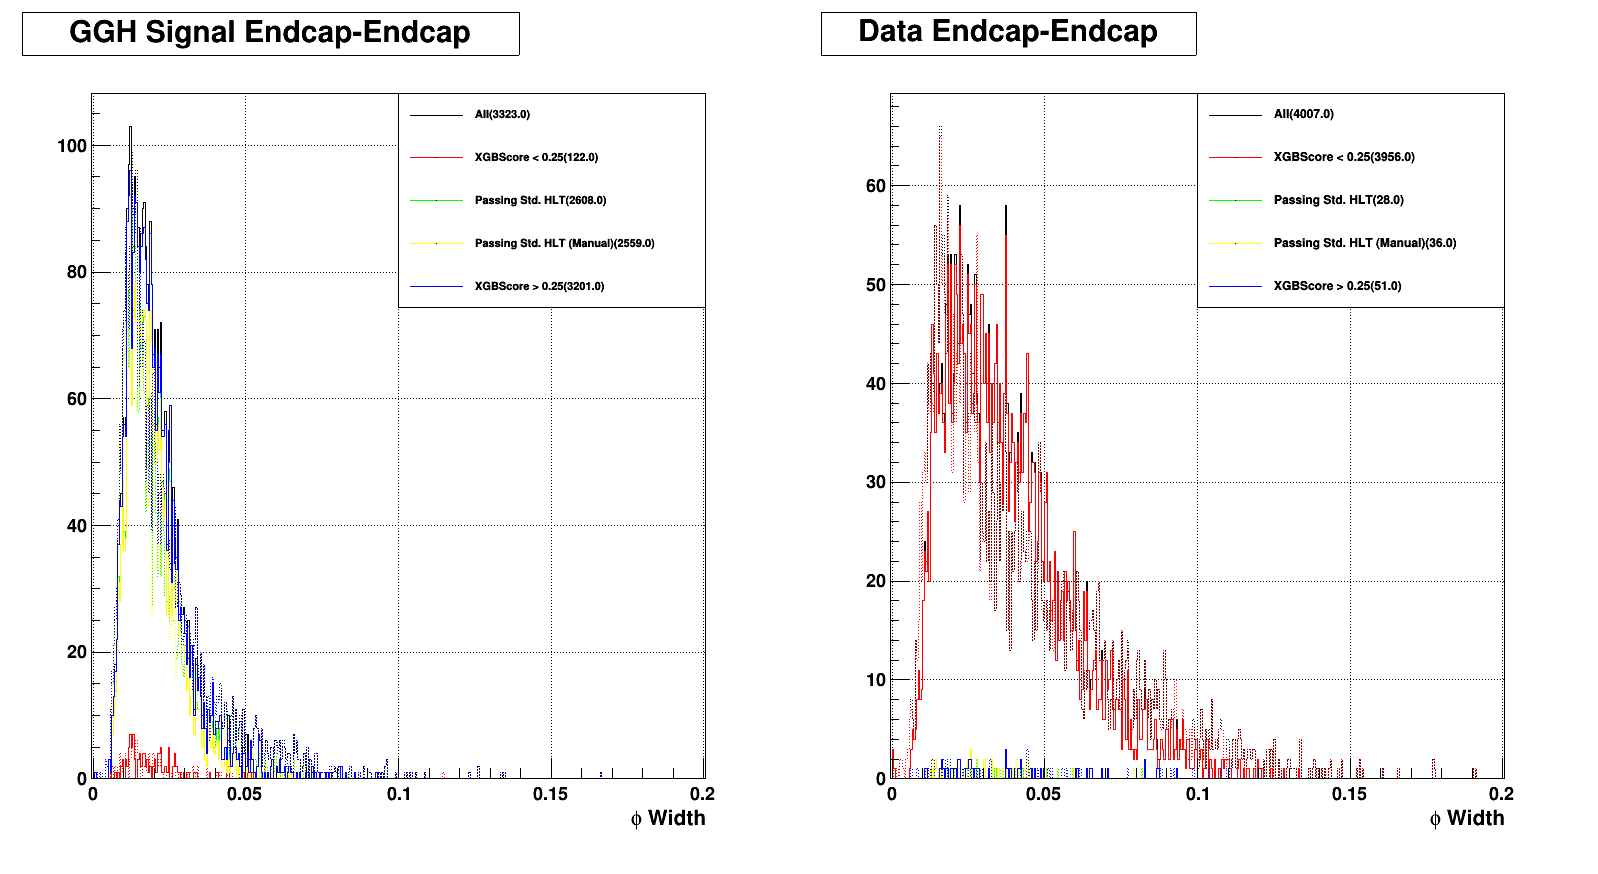 GGH Signal Endcap-Endcap
All(3323.0)
XGBScore < 0.25(122.0)
Passing Std. HLT(2608.0)
Passing Std. HLT (Manual)(2559.0)
XGBScore > 0.25(3201.0)
100
80
60
40
20
0
0 0.05 0.1 0.15 0.2
ϕ Width
Data Endcap-Endcap
All(4007.0)
XGBScore < 0.25(3956.0)
Passing Std. HLT(28.0)
Passing Std. HLT (Manual)(36.0)
XGBScore > 0.25(51.0)
60
50
40
30
20
10
0
0 0.05 0.1 0.15 0.2
ϕ Width